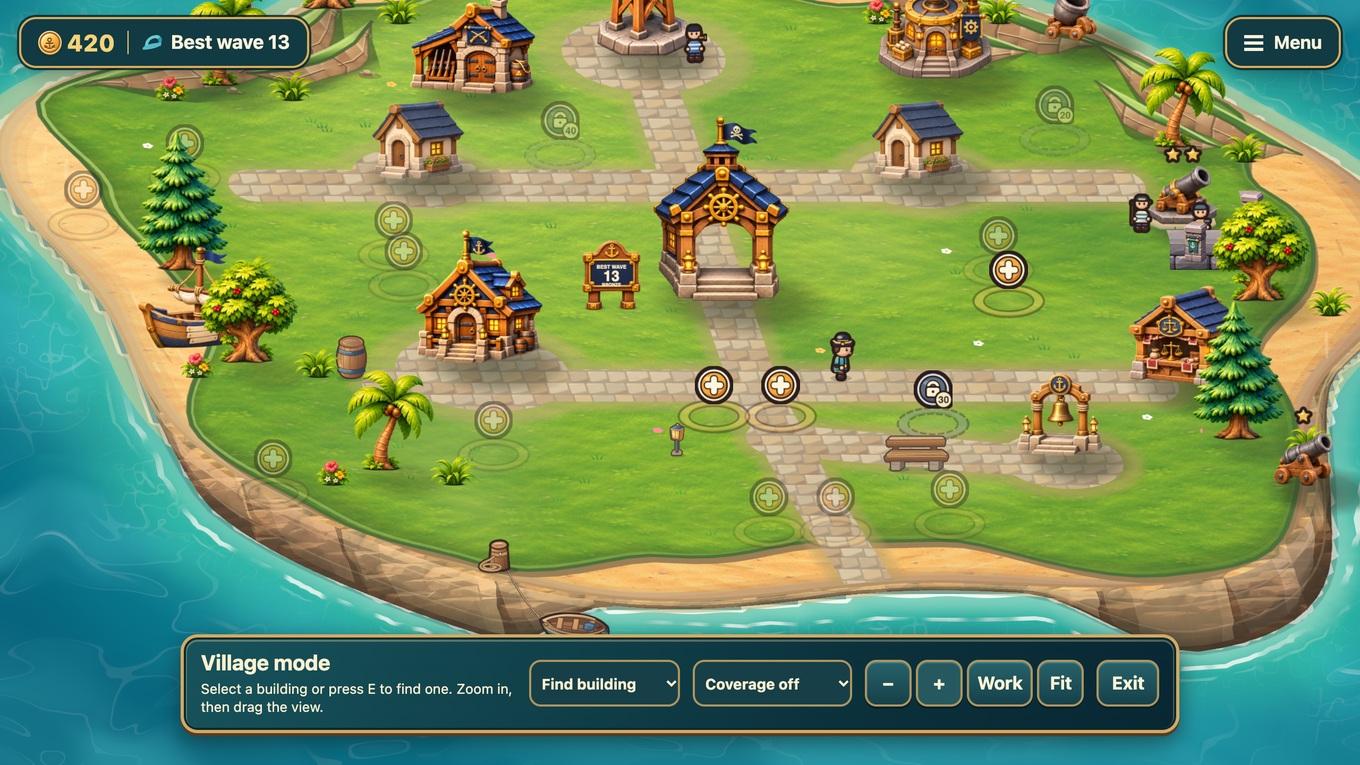 420
Best wave 13
Menu
40
20
BEST WAVE
13
BRONZE
30
Village mode
Select a building or press E to find one. Zoom in,
then drag the view.
Find building
Coverage off
−
+
Work
Fit
Exit